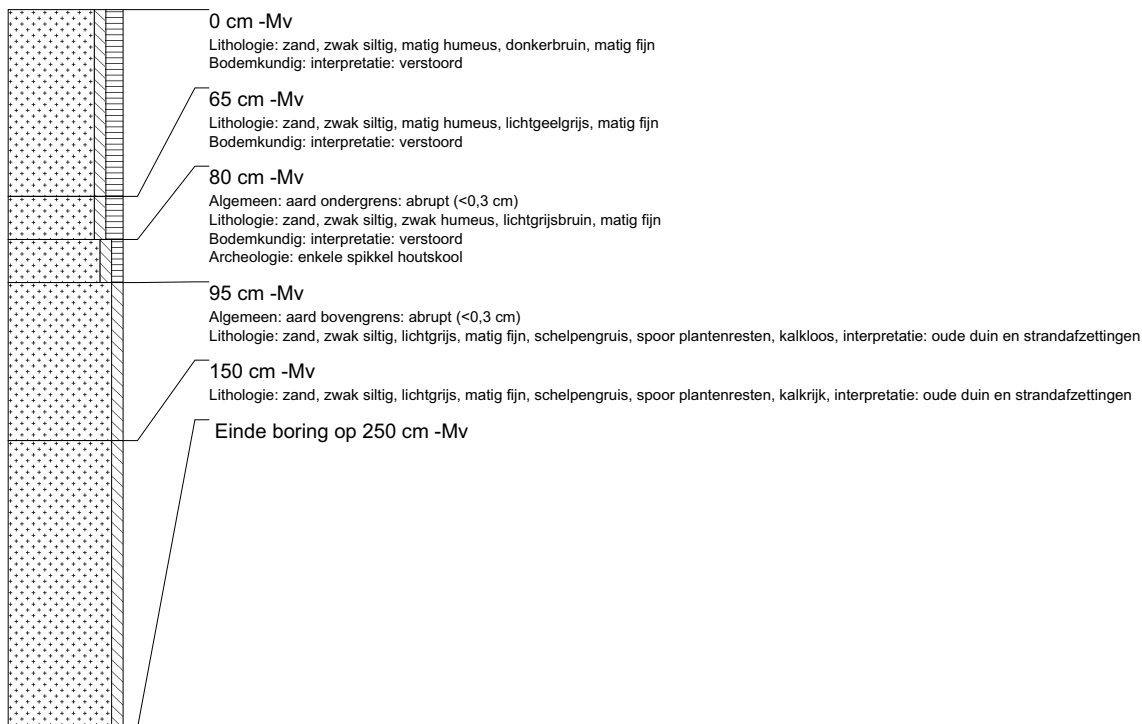 0 cm -Mv
Lithologie: zand, zwak siltig, matig humeus, donkerbruin, matig fijn
Bodemkundig: interpretatie: verstoord
65 cm -Mv
Lithologie: zand, zwak siltig, matig humeus, lichtgeelgrijs, matig fijn
Bodemkundig: interpretatie: verstoord
80 cm -Mv
Algemeen: aard ondergrens: abrupt (<0,3 cm)
Lithologie: zand, zwak siltig, zwak humeus, lichtgrijsbruin, matig fijn
Bodemkundig: interpretatie: verstoord
Archeologie: enkele spikkel houtskool
95 cm -Mv
Algemeen: aard bovengrens: abrupt (<0,3 cm)
Lithologie: zand, zwak siltig, lichtgrijs, matig fijn, schelpengruis, spoor plantenresten, kalkloos, interpretatie: oude duin en strandafzettingen
150 cm -Mv
Lithologie: zand, zwak siltig, lichtgrijs, matig fijn, schelpengruis, spoor plantenresten, kalkrijk, interpretatie: oude duin en strandafzettingen
Einde boring op 250 cm -Mv